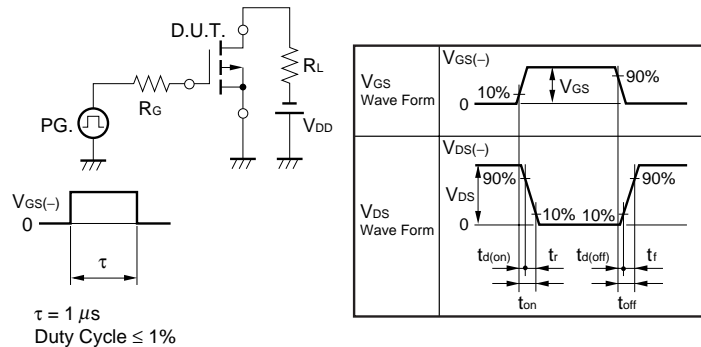 D.U.T.
RL
RG
PG.
VDD
VGS(−)
0
τ
τ = 1 μs
Duty Cycle ≤ 1%
VGS
Wave Form
VGS(−)
10%
VGS
90%
0
VDS
Wave Form
VDS(−)
90%
VDS
10% 10%
90%
0
td(on) tr td(off) tf
ton toff